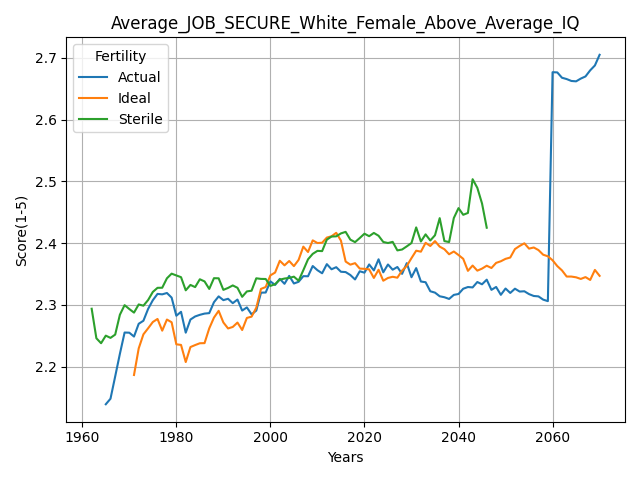 Average_JOB_SECURE_White_Female_Above_Average_IQ
Fertility
Actual
Ideal
Sterile
Score(1-5)
2.7
2.6
2.5
2.4
2.3
2.2
1960 1980 2000 2020 2040 2060
Years